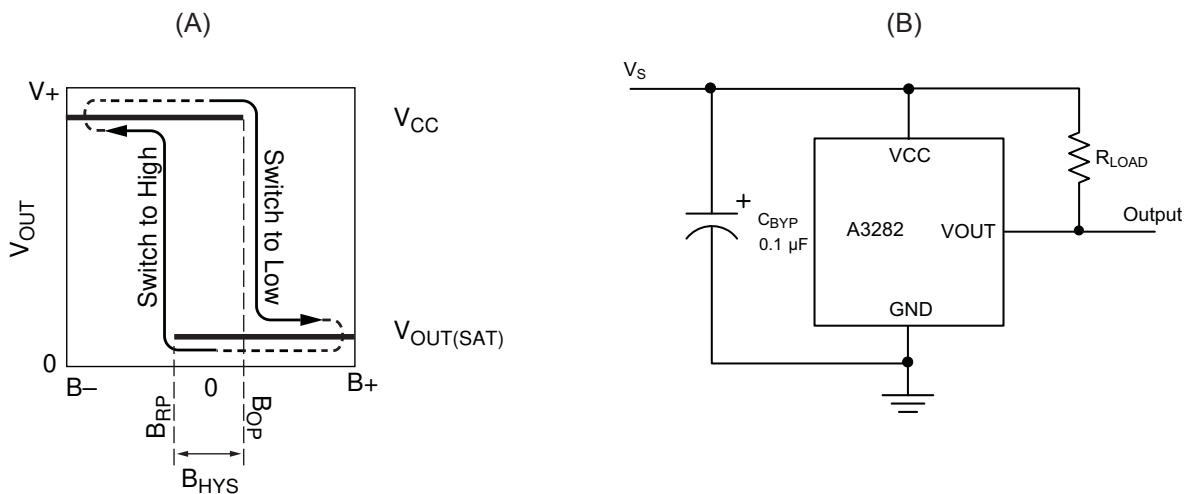 (A)
V+
VOUT
0
Switch to High
Switch to Low
VCC
VOUT(SAT)
B–
0
B+
BRP
BOP
BHYS
(B)
VS
VCC
A3282
VOUT
GND
+
CBYP
0.1 µF
RLOAD
Output